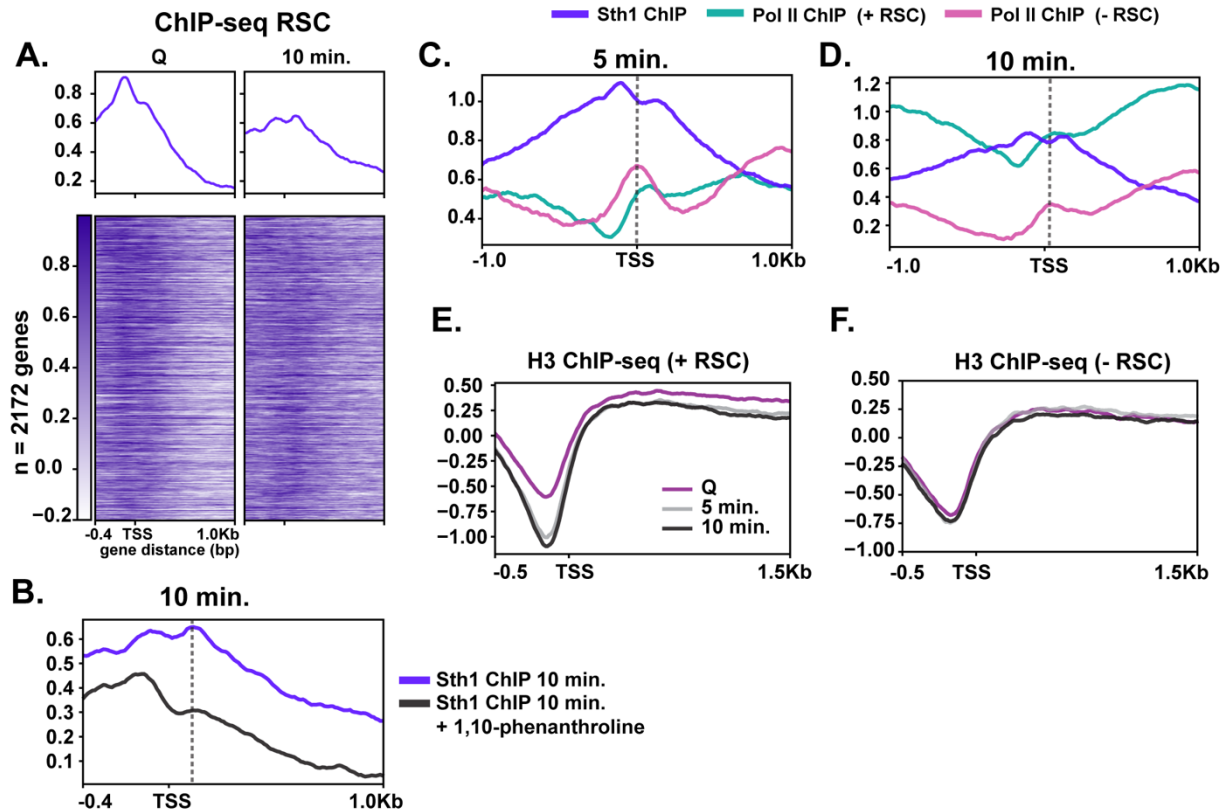 ChIP-seq RSC
Sth1 ChIP Pol II ChIP (+ RSC) Pol II ChIP (- RSC)
A.
Q 10 min.
0.8
0.6
0.4
0.2
n = 2172 genes
0.8
0.6
0.4
0.2
0.0
−0.2
-0.4 TSS 1.0Kb
gene distance (bp)
B.
10 min.
0.6
0.5
0.4
0.3
0.2
0.1
-0.4 TSS 1.0Kb
Sth1 ChIP 10 min.
Sth1 ChIP 10 min.
+ 1,10-phenanthroline
C.
5 min.
1.0
0.8
0.6
0.4
-1.0 TSS 1.0Kb
D.
10 min.
1.2
1.0
0.8
0.6
0.4
0.2
-1.0 TSS 1.0Kb
E.
H3 ChIP-seq (+ RSC)
0.50
0.25
0.00
−0.25
−0.50
−0.75
−1.00
Q
5 min.
10 min.
-0.5 TSS 1.5Kb
F.
H3 ChIP-seq (- RSC)
0.50
0.25
0.00
−0.25
−0.50
−0.75
−1.00
-0.5 TSS 1.5Kb